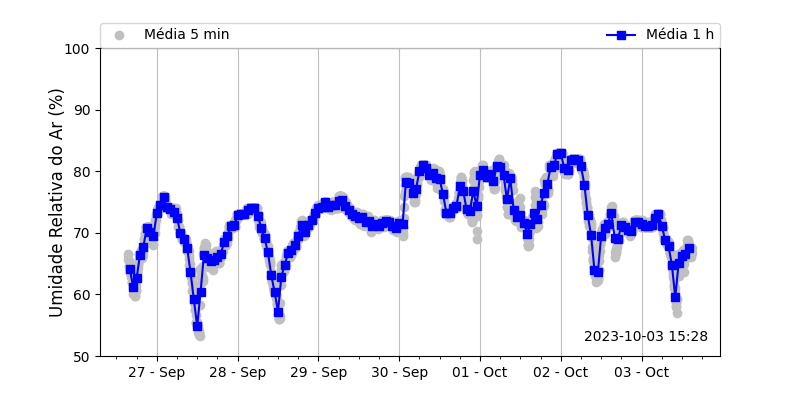 Média 5 min
Média 1 h
Umidade Relativa do Ar (%)
100
90
80
70
60
50
2023-10-03 15:28
27 - Sep
28 - Sep
29 - Sep
30 - Sep
01 - Oct
02 - Oct
03 - Oct